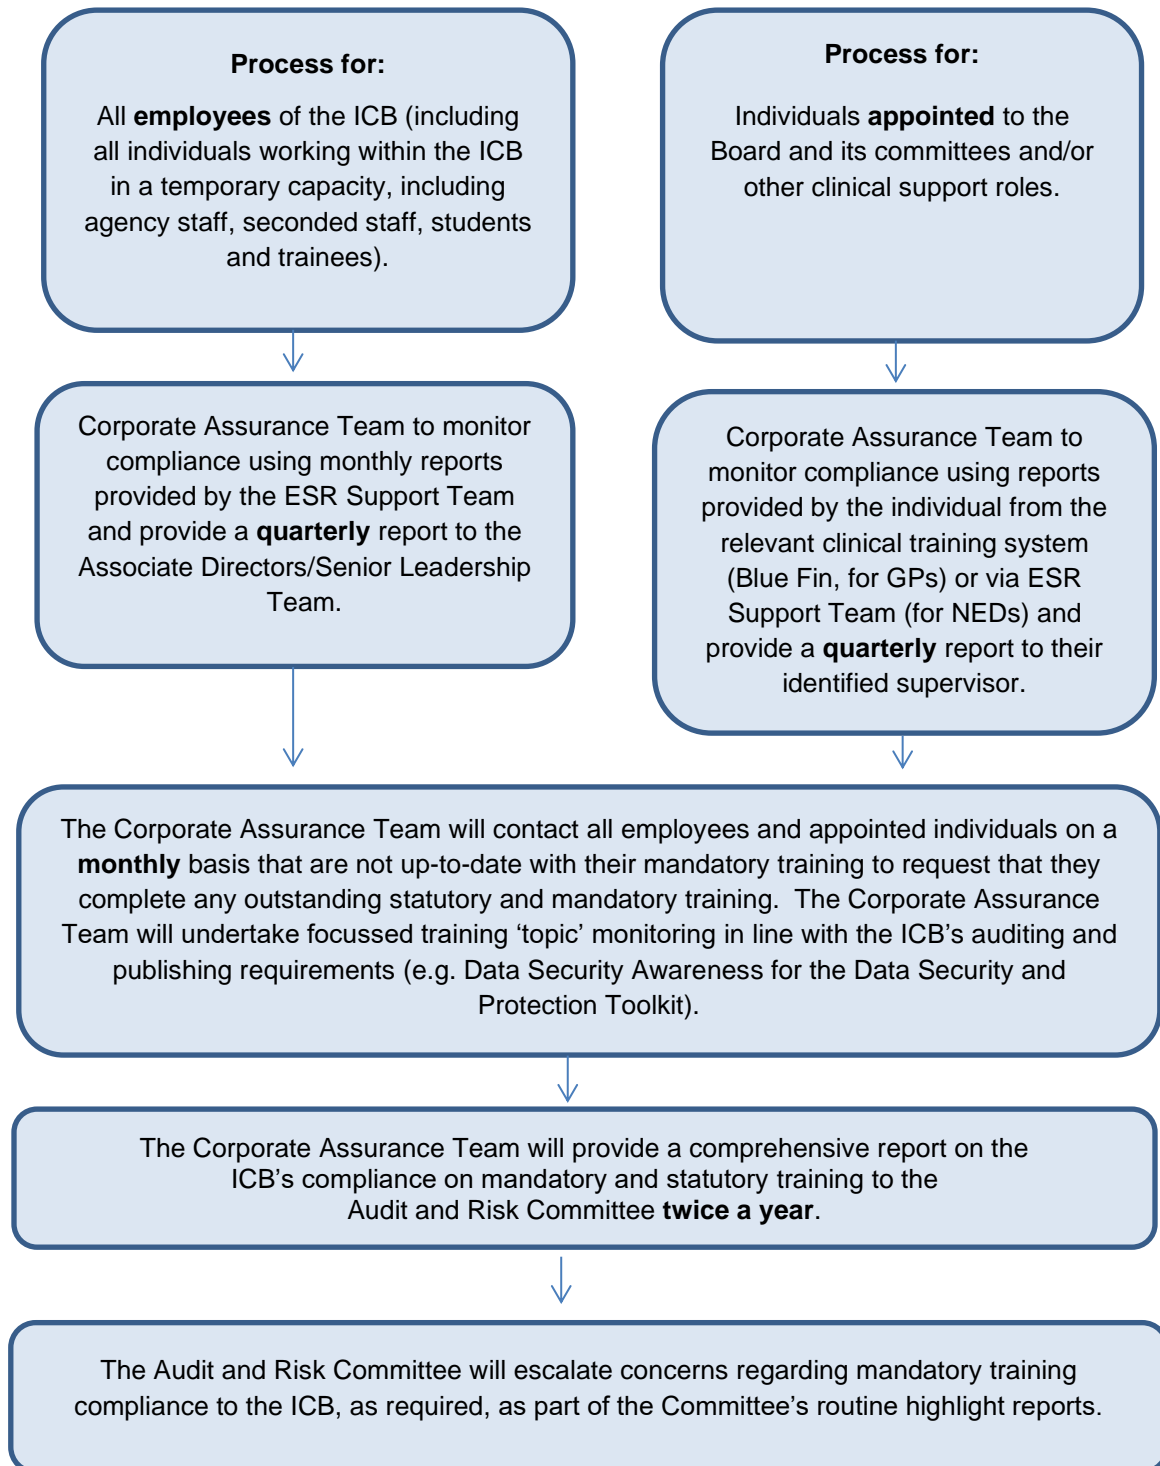 Process for:
All employees of the ICB (including
all individuals working within the ICB
in a temporary capacity, including
agency staff, seconded staff, students
and trainees).
Process for:
Individuals appointed to the
Board and its committees and/or
other clinical support roles.
Corporate Assurance Team to monitor
compliance using monthly reports
provided by the ESR Support Team
and provide a quarterly report to the
Associate Directors/Senior Leadership
Team.
Corporate Assurance Team to
monitor compliance using reports
provided by the individual from the
relevant clinical training system
(Blue Fin, for GPs) or via ESR
Support Team (for NEDs) and
provide a quarterly report to their
identified supervisor.
The Corporate Assurance Team will contact all employees and appointed individuals on a
monthly basis that are not up-to-date with their mandatory training to request that they
complete any outstanding statutory and mandatory training.  The Corporate Assurance
Team will undertake focussed training ‘topic’ monitoring in line with the ICB’s auditing and
publishing requirements (e.g. Data Security Awareness for the Data Security and
Protection Toolkit).
The Corporate Assurance Team will provide a comprehensive report on the
ICB’s compliance on mandatory and statutory training to the
Audit and Risk Committee twice a year.
The Audit and Risk Committee will escalate concerns regarding mandatory training
compliance to the ICB, as required, as part of the Committee’s routine highlight reports.